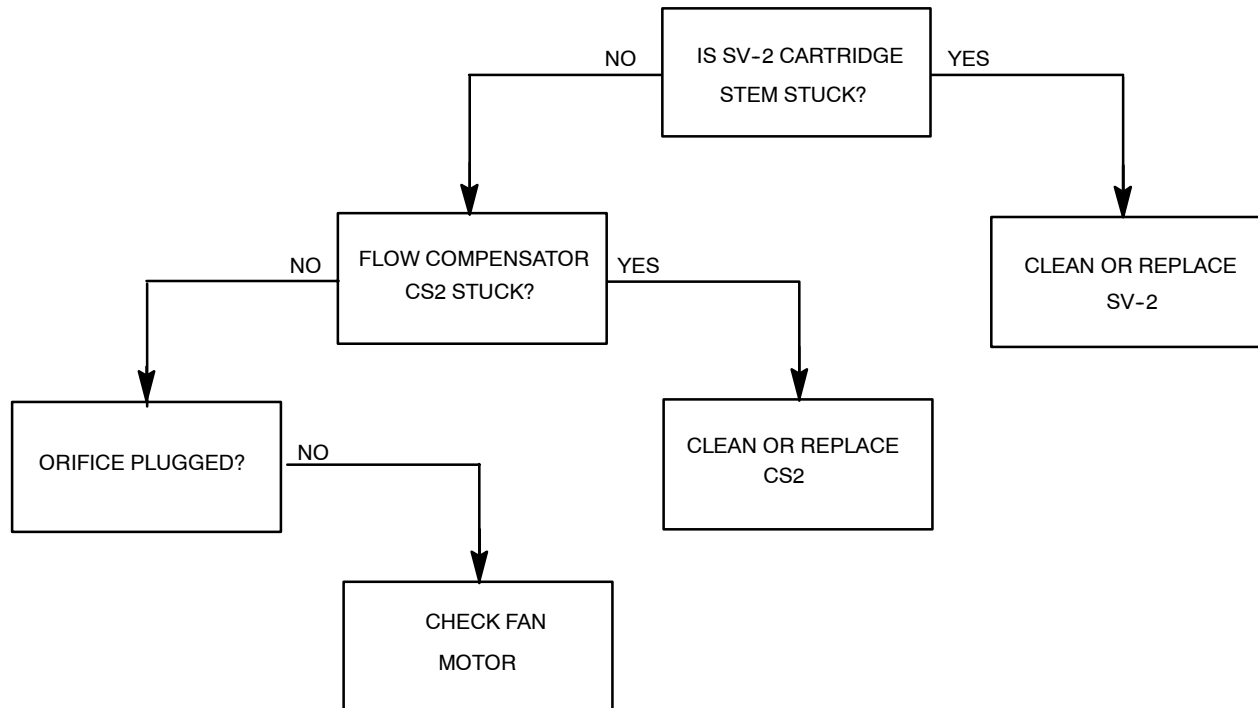 IS SV-2 CARTRIDGE
STEM STUCK?
NO
YES
FLOW COMPENSATOR
CS2 STUCK?
NO
YES
CLEAN OR REPLACE
SV-2
ORIFICE PLUGGED?
NO
CLEAN OR REPLACE
CS2
CHECK FAN
MOTOR